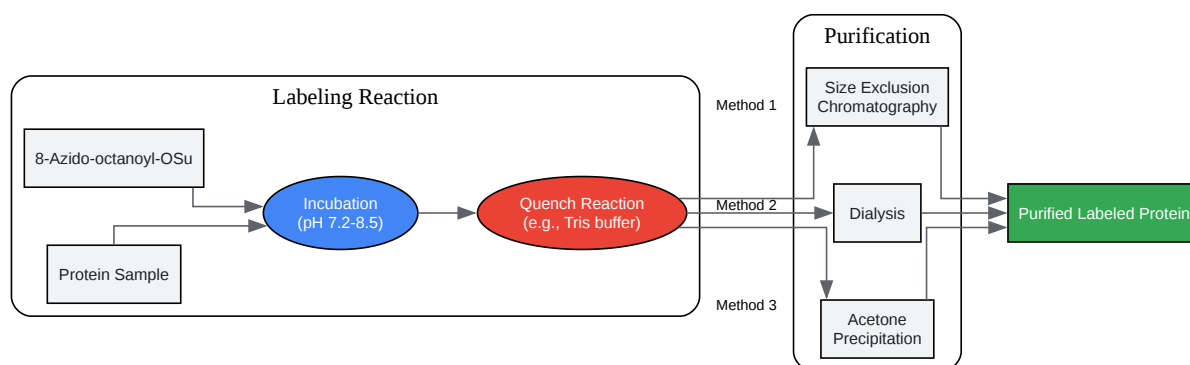 Purification
Labeling Reaction
Method 1
Size Exclusion
Chromatography
8-Azido-octanoyl-OSu
Incubation
(pH 7.2-8.5)
Quench Reaction
(e.g., Tris buffer)
Method 2
Dialysis
Purified Labeled Protein
Protein Sample
Method 3
Acetone
Precipitation